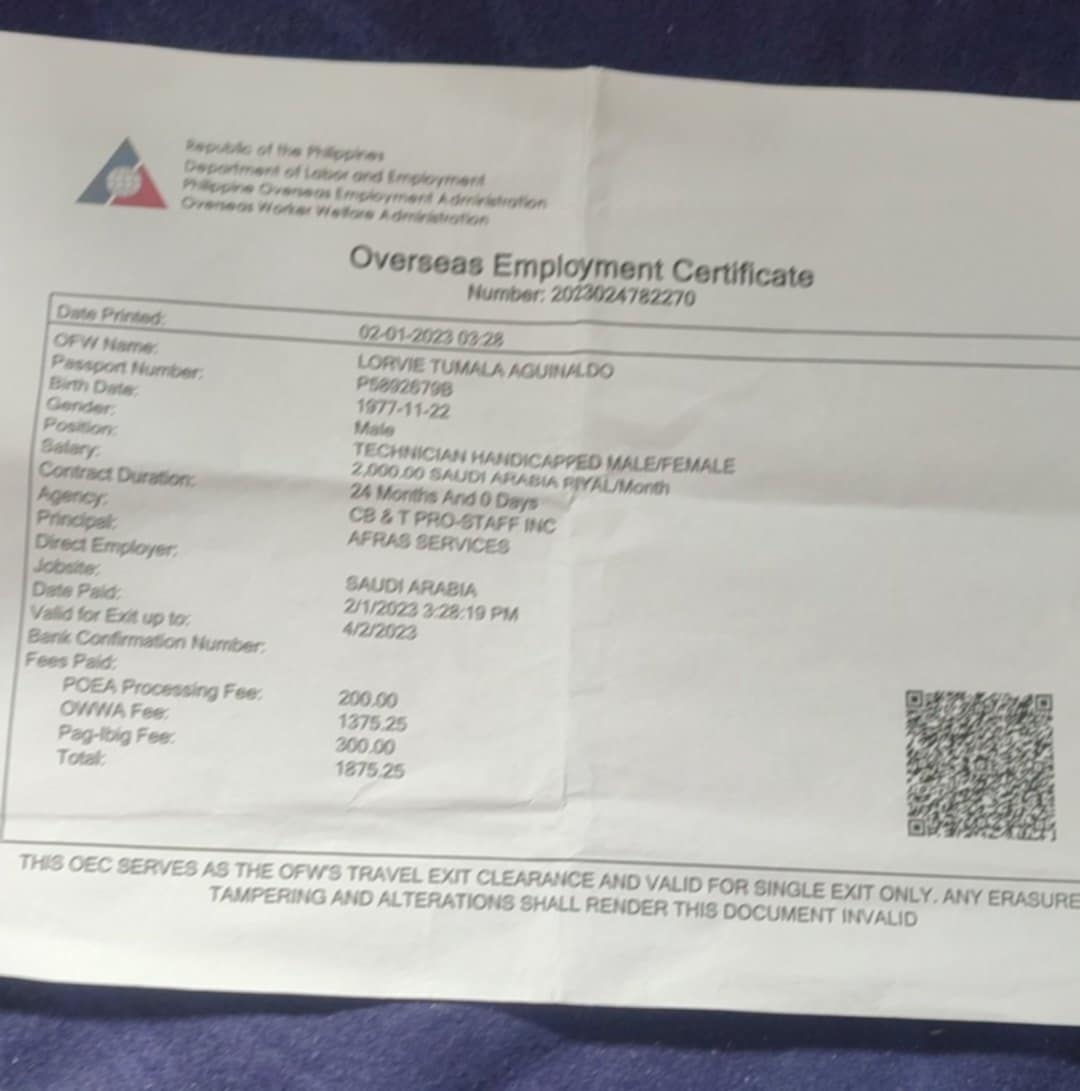 Republic of the Philippines
Department of Labor and Employment
Philippine Overseas Employment Administration
Overseas Worker Welfare Administration
Overseas Employment Certificate
Number: 2023024782270
Date Printed: 02-01-2023 03:28
OFW Name: LORVIE TUMALA AGUINALDO
Passport Number: P5892679B
Birth Date: 1977-11-22
Gender: Male
Position: TECHNICIAN HANDICAPPED MALE/FEMALE
Salary: 2,000.00 SAUDI ARABIA RIYAL/Month
Contract Duration: 24 Months And 0 Days
Agency: CB & T PRO-STAFF INC
Principal: AFRAS SERVICES
Direct Employer:
Jobsite: SAUDI ARABIA
Date Paid: 2/1/2023 3:28:19 PM
Valid for Exit up to: 4/2/2023
Bank Confirmation Number:
Fees Paid:
POEA Processing Fee: 200.00
OWWA Fee: 1375.25
Pag-Ibig Fee: 300.00
Total: 1875.25
THIS OEC SERVES AS THE OFW'S TRAVEL EXIT CLEARANCE AND VALID FOR SINGLE EXIT ONLY. ANY ERASURE
TAMPERING AND ALTERATIONS SHALL RENDER THIS DOCUMENT INVALID